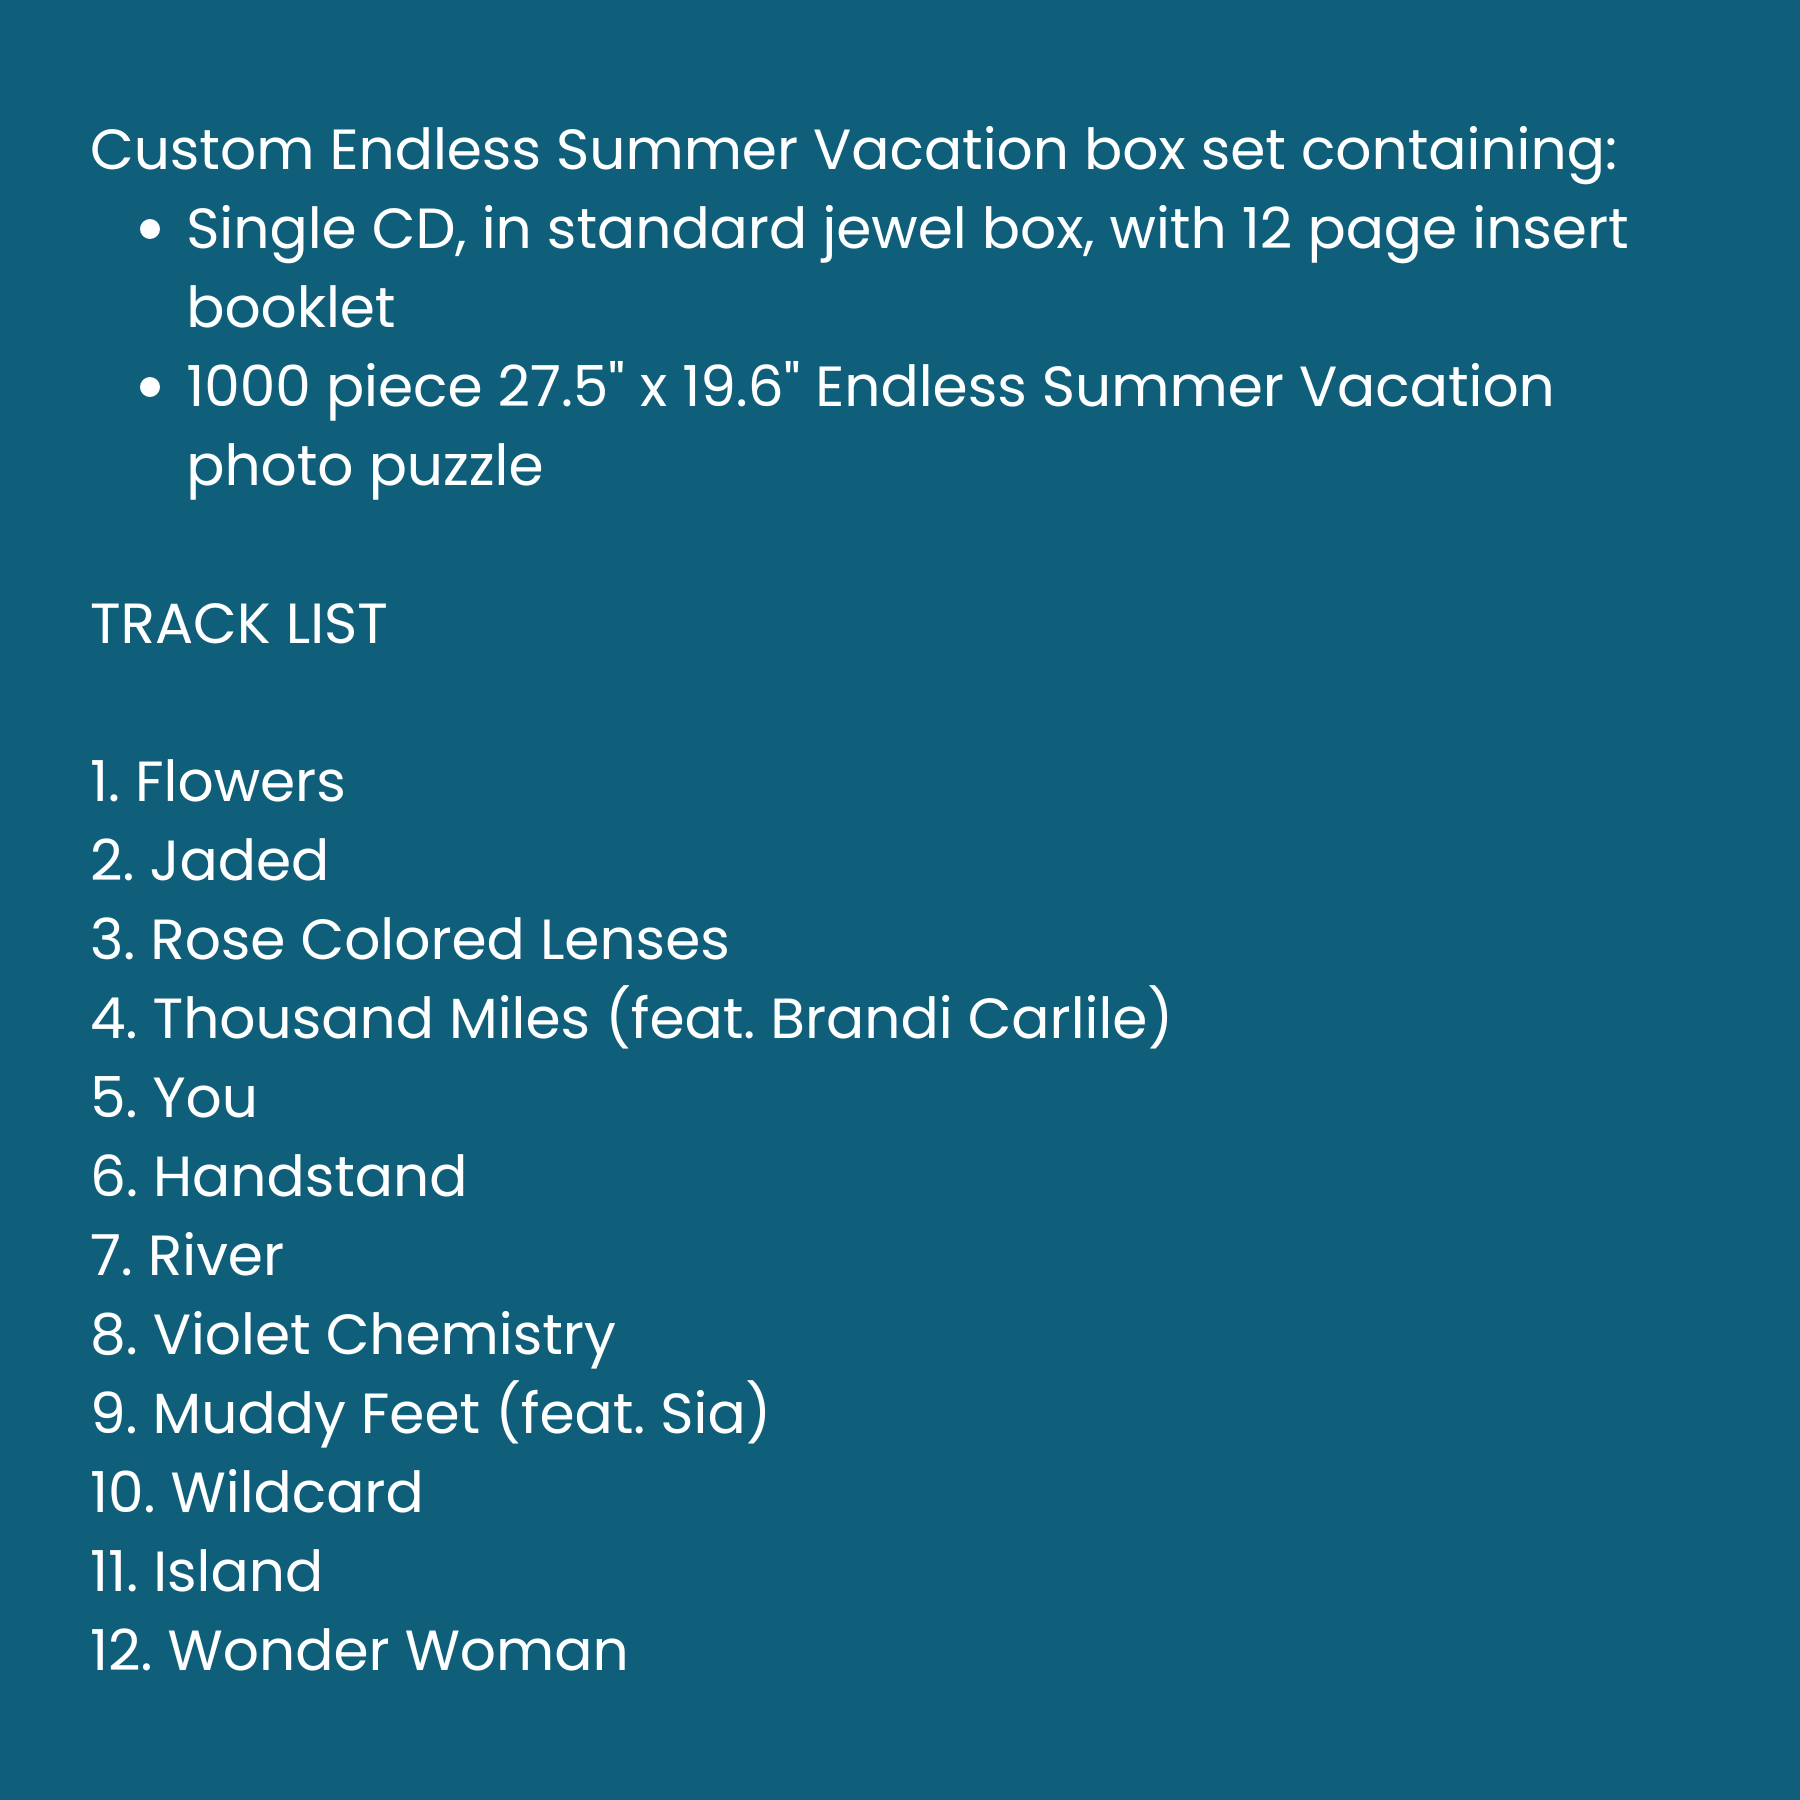 Custom Endless Summer Vacation box set containing:
• Single CD, in standard jewel box, with 12 page insert
booklet
• 1000 piece 27.5" x 19.6" Endless Summer Vacation
photo puzzle
TRACK LIST
1. Flowers
2. Jaded
3. Rose Colored Lenses
4. Thousand Miles (feat. Brandi Carlile)
5. You
6. Handstand
7. River
8. Violet Chemistry
9. Muddy Feet (feat. Sia)
10. Wildcard
11. Island
12. Wonder Woman